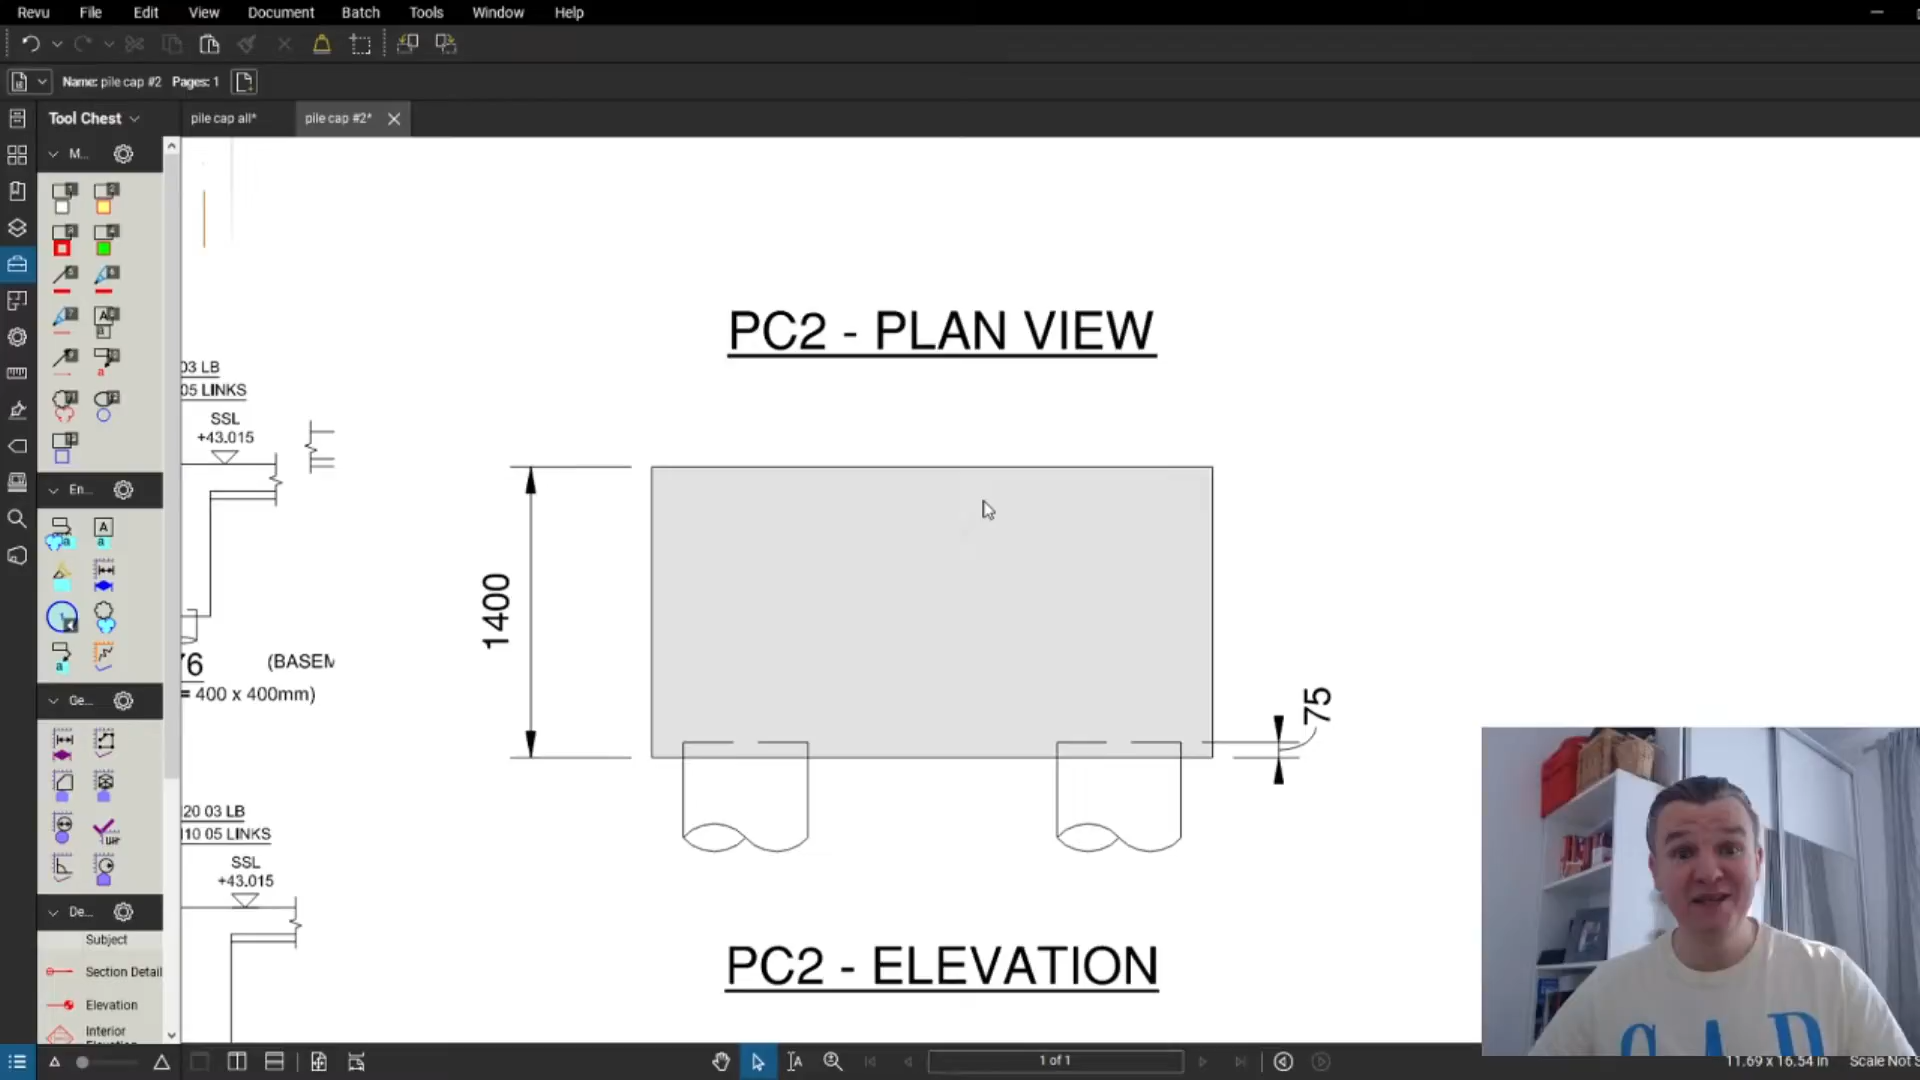 Revu File Edit View Document Batch Tools Window Help
Name: pile cap #2 Pages: 1
Tool Chest
pile cap all*
pile cap #2*
M...
En...
Ge...
De...
Subject
Section Detail
Elevation
Interior
03 LB
05 LINKS
SSL
+43.015
(BASEM
= 400 x 400mm)
20 03 LB
10 05 LINKS
SSL
+43.015
PC2 - PLAN VIEW
1400
75
PC2 - ELEVATION
1 of 1
11.69 x 16.54 in
Scale Not S
GAP